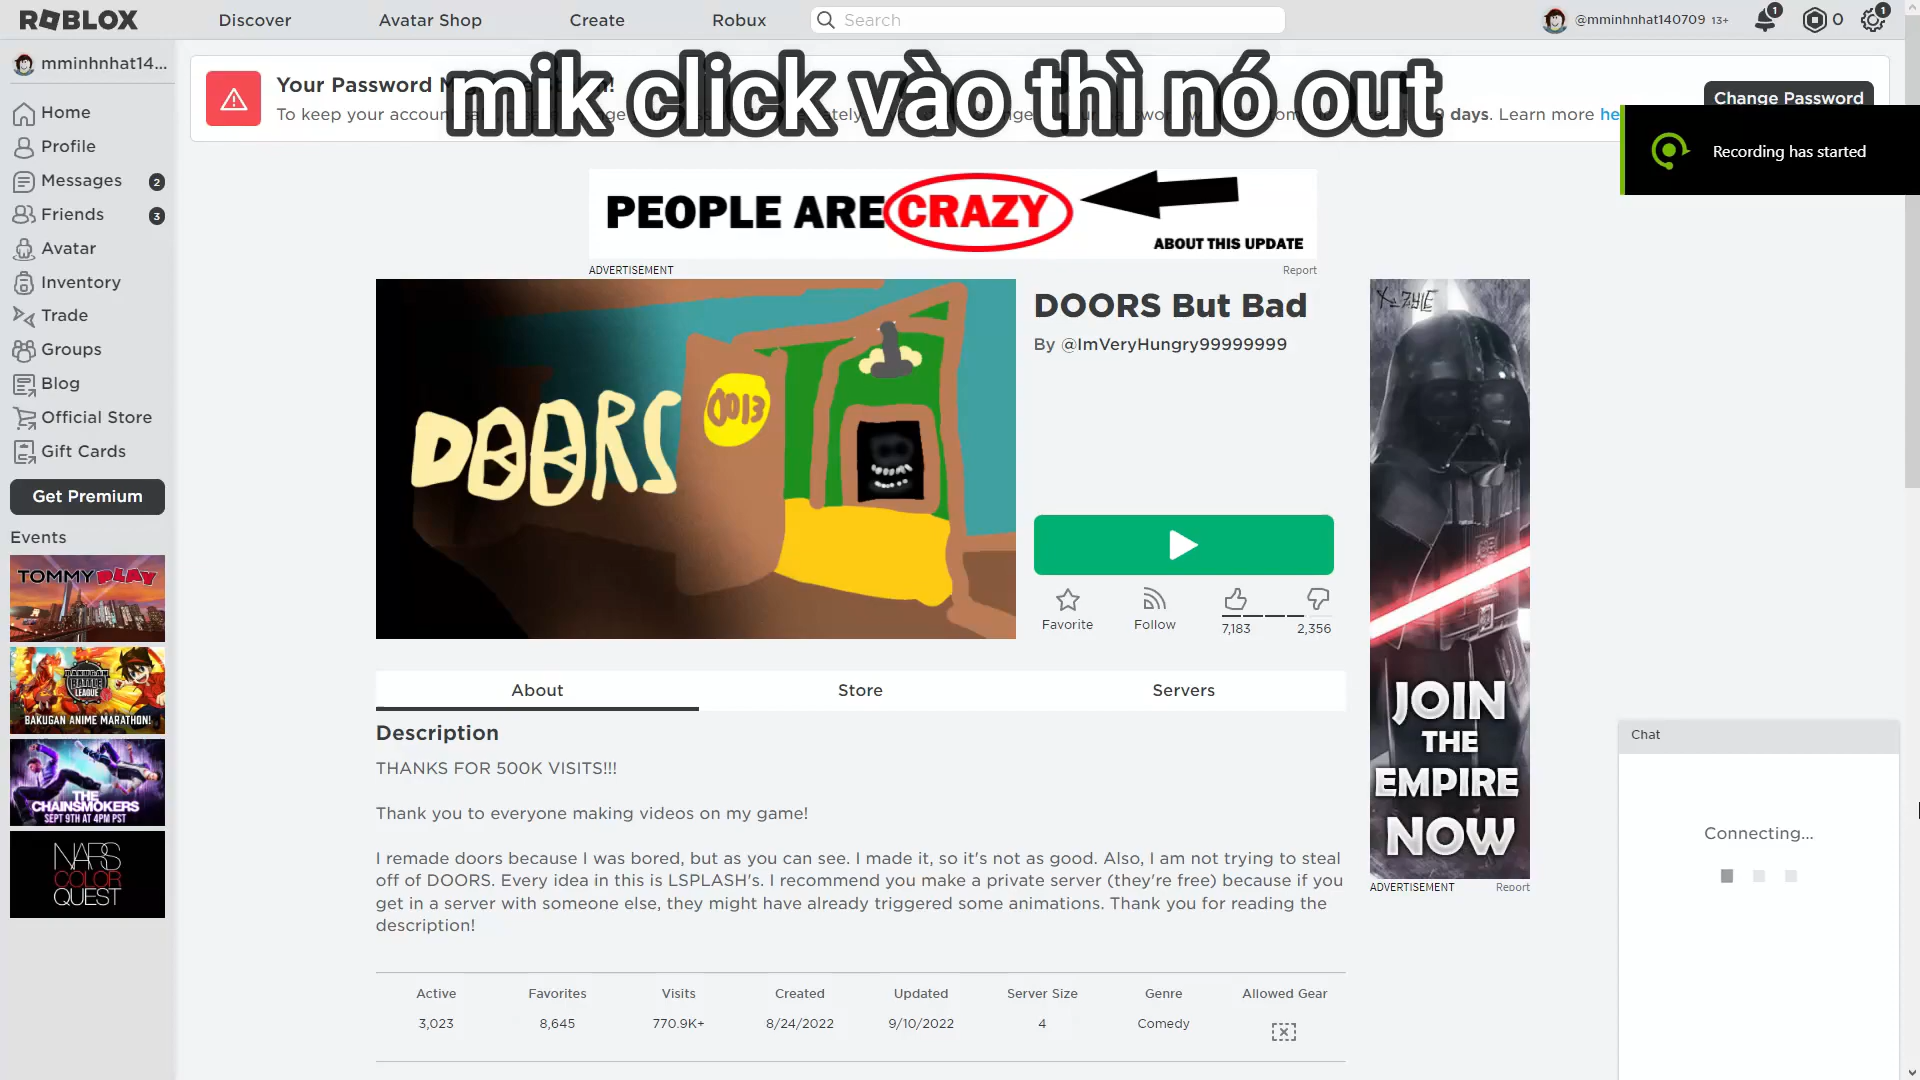 ROBLOX
Discover
Avatar Shop
Create
Robux
Search
@mminhnhat140709 13+
1
0
1
mminhnhat14...
Home
Profile
Messages 2
Friends 3
Avatar
Inventory
Trade
Groups
Blog
Official Store
Gift Cards
Get Premium
Events
TOMMY PLAY
BAKUGAN
BATTLE
LEAGUE
BAKUGAN ANIME MARATHON!
THE
CHAINSMOKERS
SEPT 9TH AT 4PM PST
NARS
COLOR
QUEST
Your Password
mik click vào thì nó out
To keep your account
days. Learn more he
Change Password
Recording has started
PEOPLE ARE CRAZY
ABOUT THIS UPDATE
ADVERTISEMENT
Report
DOORS
0013
DOORS But Bad
By @ImVeryHungry99999999
Favorite
Follow
7,183
2,356
About
Store
Servers
Description
THANKS FOR 500K VISITS!!!
Thank you to everyone making videos on my game!
I remade doors because I was bored, but as you can see. I made it, so it's not as good. Also, I am not trying to steal
off of DOORS. Every idea in this is LSPLASH's. I recommend you make a private server (they're free) because if you
get in a server with someone else, they might have already triggered some animations. Thank you for reading the
description!
Active
Favorites
Visits
Created
Updated
Server Size
Genre
Allowed Gear
3,023
8,645
770.9K+
8/24/2022
9/10/2022
4
Comedy
JOIN
THE
EMPIRE
NOW
ADVERTISEMENT
Report
Chat
Connecting...